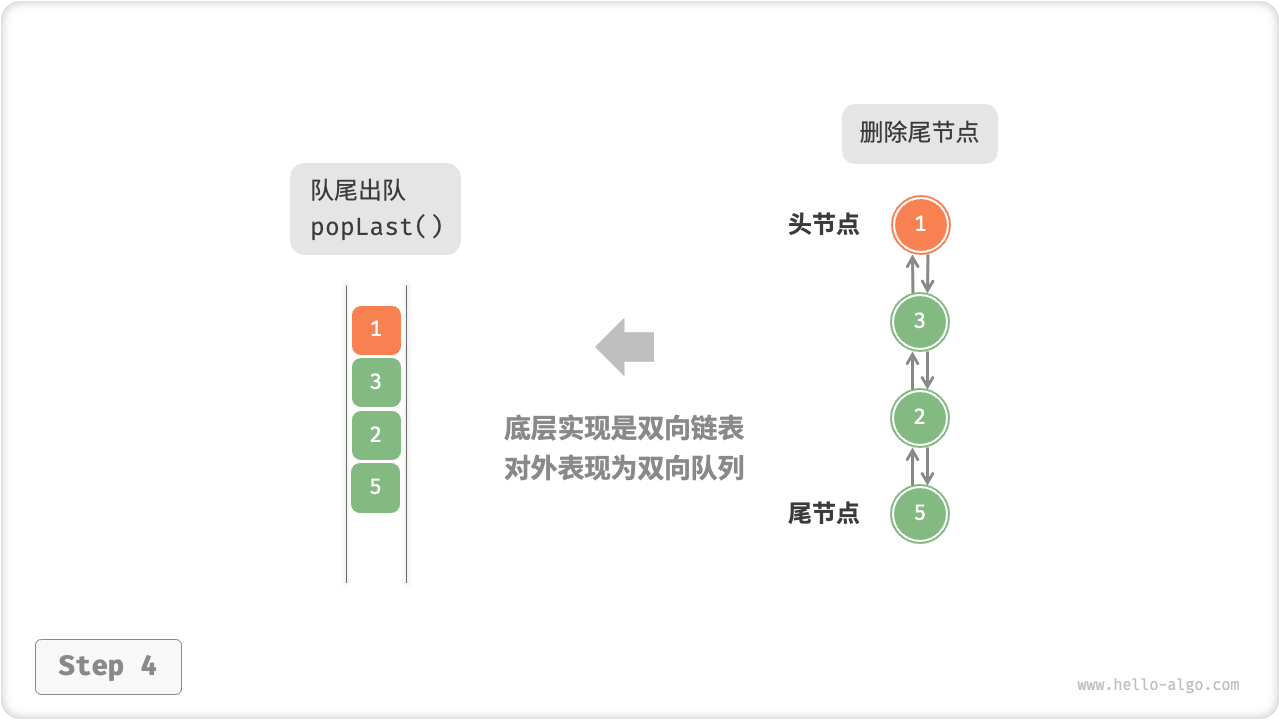 队尾出队
popLast()
1
3
2
5
底层实现是双向链表
对外表现为双向队列
删除尾节点
头节点
1
3
2
尾节点
5
Step 4
www.hello-algo.com